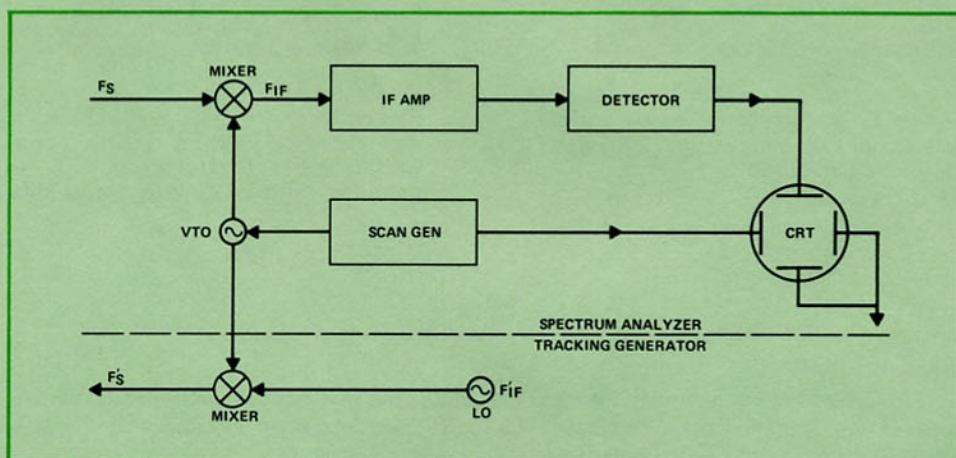 MIXER
FS
FIF
IF AMP
DETECTOR
VTO
SCAN GEN
CRT
SPECTRUM ANALYZER
TRACKING GENERATOR
F'S
F'IF
MIXER
LO